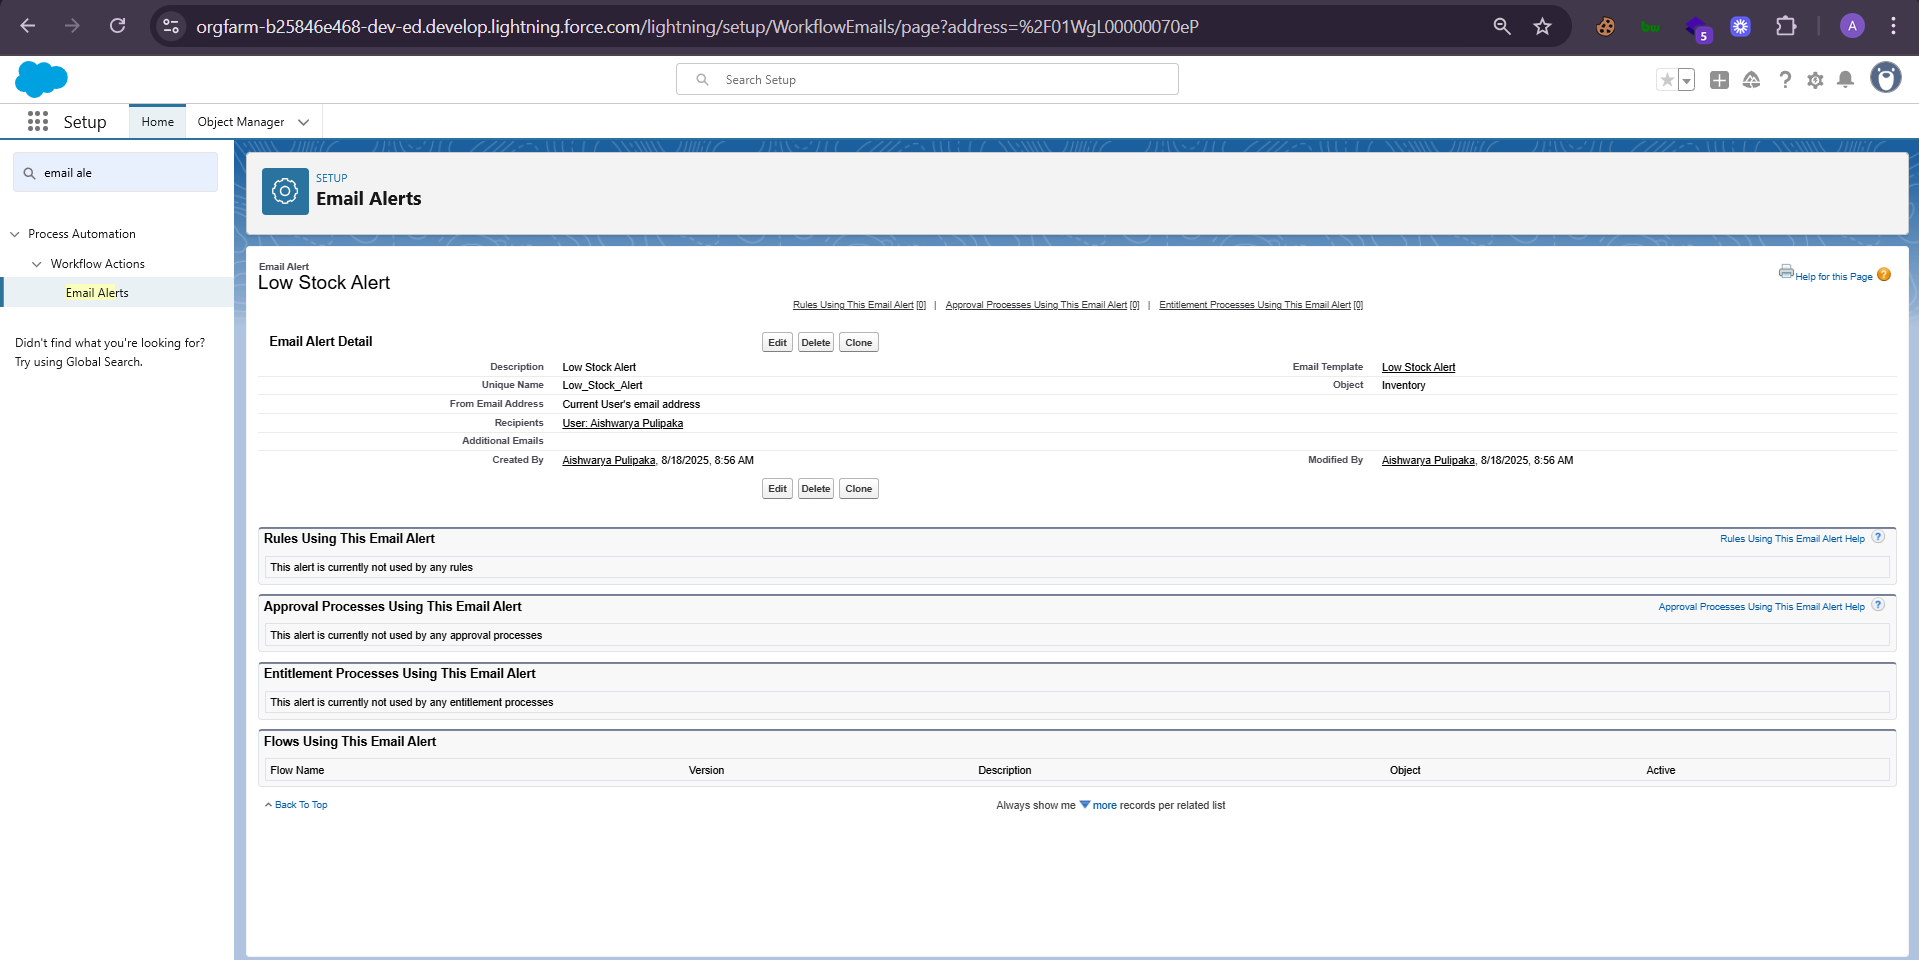 orgfarm-b25846e468-dev-ed.develop.lightning.force.com/lightning/setup/WorkflowEmails/page?address=%2F01WgL00000070eP
5
A
Search Setup
Setup
Home
Object Manager
email ale
Process Automation
Workflow Actions
Email Alerts
Didn't find what you're looking for?
Try using Global Search.
SETUP
Email Alerts
Email Alert
Low Stock Alert
Help for this Page ?
Rules Using This Email Alert [0] | Approval Processes Using This Email Alert [0] | Entitlement Processes Using This Email Alert [0]
Email Alert Detail
Edit Delete Clone
Description Low Stock Alert Email Template Low Stock Alert
Unique Name Low_Stock_Alert Object Inventory
From Email Address Current User's email address
Recipients User: Aishwarya Pulipaka
Additional Emails
Created By Aishwarya Pulipaka, 8/18/2025, 8:56 AM Modified By Aishwarya Pulipaka, 8/18/2025, 8:56 AM
Edit Delete Clone
Rules Using This Email Alert Rules Using This Email Alert Help ?
This alert is currently not used by any rules
Approval Processes Using This Email Alert Approval Processes Using This Email Alert Help ?
This alert is currently not used by any approval processes
Entitlement Processes Using This Email Alert
This alert is currently not used by any entitlement processes
Flows Using This Email Alert
Flow Name Version Description Object Active
Back To Top Always show me more records per related list